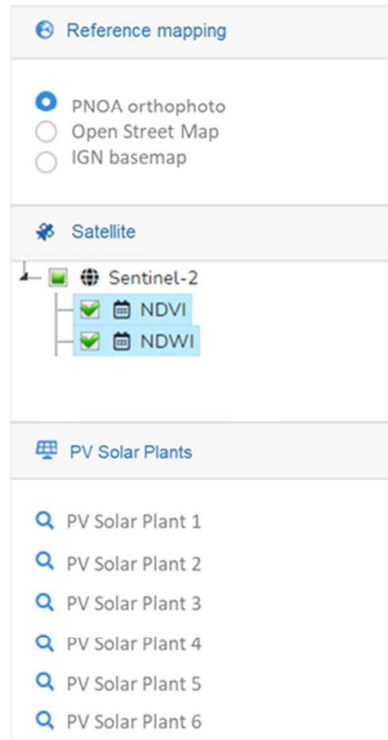 Reference mapping
PNOA orthophoto
Open Street Map
IGN basemap
Satellite
Sentinel-2
NDVI
NDWI
PV Solar Plants
PV Solar Plant 1
PV Solar Plant 2
PV Solar Plant 3
PV Solar Plant 4
PV Solar Plant 5
PV Solar Plant 6